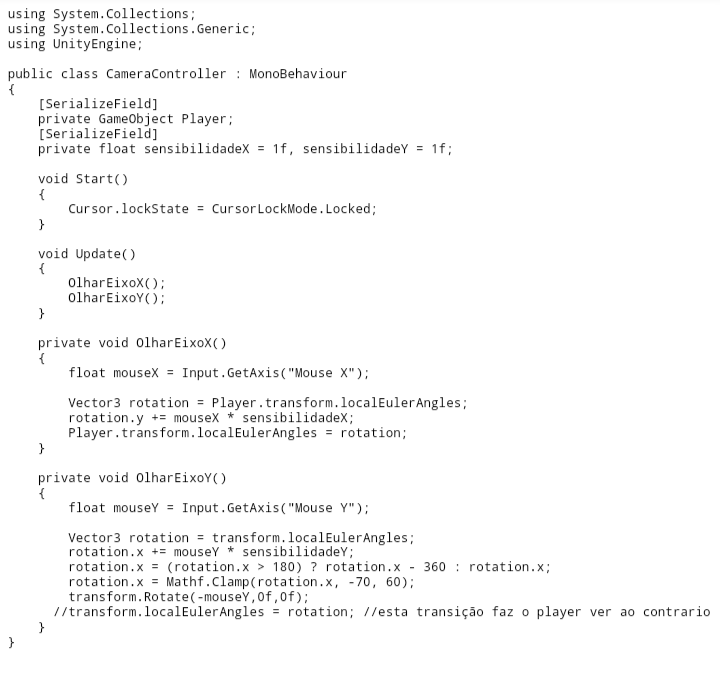 using System.Collections;
using System.Collections.Generic;
using UnityEngine;

public class CameraController : MonoBehaviour
{
    [SerializeField]
    private GameObject Player;
    [SerializeField]
    private float sensibilidadeX = 1f, sensibilidadeY = 1f;

    void Start()
    {
        Cursor.lockState = CursorLockMode.Locked;
    }

    void Update()
    {
        OlharEixoX();
        OlharEixoY();
    }

    private void OlharEixoX()
    {
        float mouseX = Input.GetAxis("Mouse X");

        Vector3 rotation = Player.transform.localEulerAngles;
        rotation.y += mouseX * sensibilidadeX;
        Player.transform.localEulerAngles = rotation;
    }

    private void OlharEixoY()
    {
        float mouseY = Input.GetAxis("Mouse Y");

        Vector3 rotation = transform.localEulerAngles;
        rotation.x += mouseY * sensibilidadeY;
        rotation.x = (rotation.x > 180) ? rotation.x - 360 : rotation.x;
        rotation.x = Mathf.Clamp(rotation.x, -70, 60);
        transform.Rotate(-mouseY,0f,0f);
      //transform.localEulerAngles = rotation; //esta transição faz o player ver ao contrario
    }
}